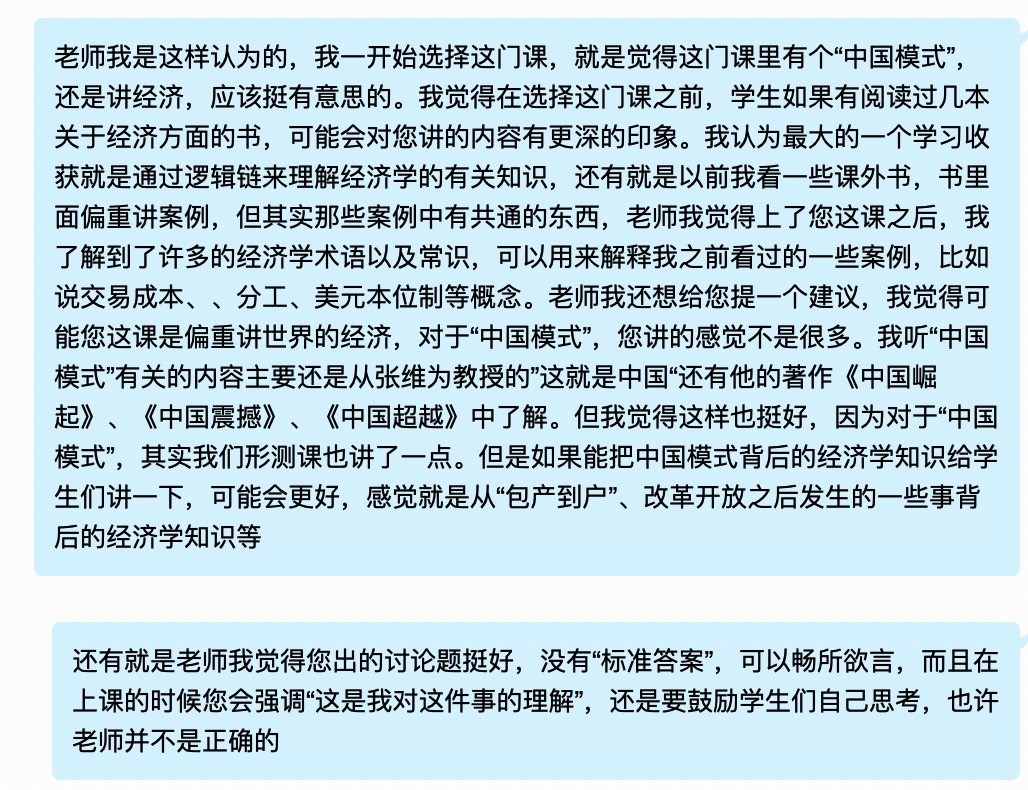 老师我是这样认为的，我一开始选择这门课，就是觉得这门课里有个“中国模式”，
还是讲经济，应该挺有意思的。我觉得在选择这门课之前，学生如果有阅读过几本
关于经济方面的书，可能会对您讲的内容有更深的印象。我认为最大的一个学习收
获就是通过逻辑链来理解经济学的有关知识，还有就是以前我看一些课外书，书里
面偏重讲案例，但其实那些案例中有共通的东西，老师我觉得上了您这课之后，我
了解到了许多的经济学术语以及常识，可以用来解释我之前看过的一些案例，比如
说交易成本、、分工、美元本位制等概念。老师我还想给您提一个建议，我觉得可
能您这课是偏重讲世界的经济，对于“中国模式”，您讲的感觉不是很多。我听“中国
模式”有关的内容主要还是从张维为教授的”这就是中国“还有他的著作《中国崛
起》、《中国震撼》、《中国超越》中了解。但我觉得这样也挺好，因为对于“中国
模式”，其实我们形测课也讲了一点。但是如果能把中国模式背后的经济学知识给学
生们讲一下，可能会更好，感觉就是从“包产到户”、改革开放之后发生的一些事背
后的经济学知识等
还有就是老师我觉得您出的讨论题挺好，没有“标准答案”，可以畅所欲言，而且在
上课的时候您会强调“这是我对这件事的理解”，还是要鼓励学生们自己思考，也许
老师并不是正确的